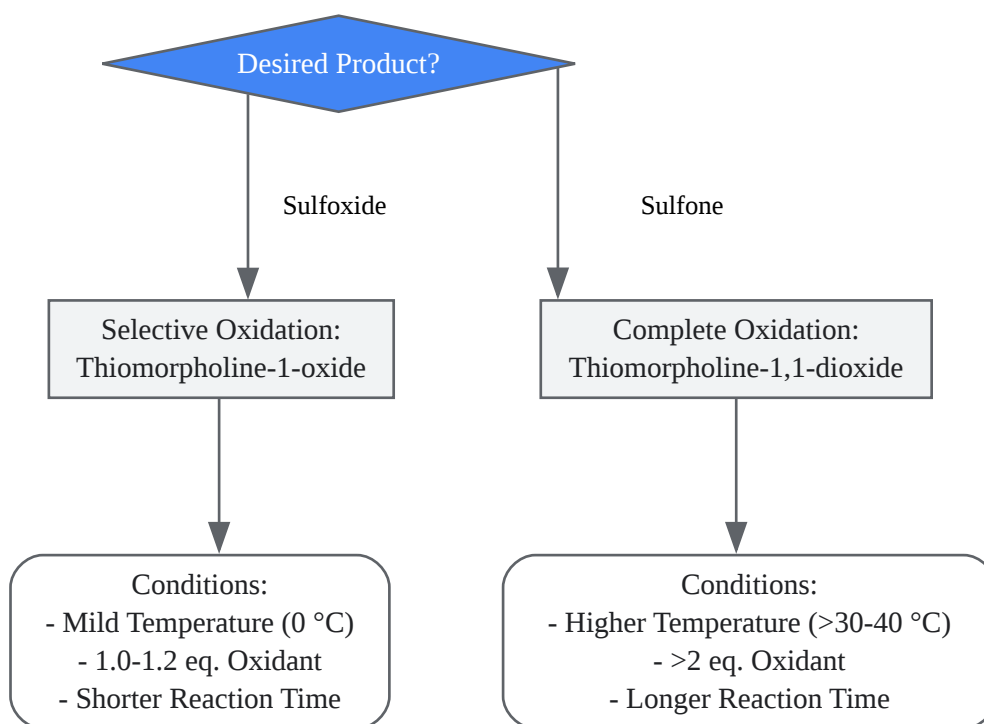 Desired Product?
Sulfoxide
Sulfone
Selective Oxidation:
Thiomorpholine-1-oxide
Complete Oxidation:
Thiomorpholine-1,1-dioxide
Conditions:
- Mild Temperature (0 °C)
- 1.0-1.2 eq. Oxidant
- Shorter Reaction Time
Conditions:
- Higher Temperature (>30-40 °C)
- >2 eq. Oxidant
- Longer Reaction Time